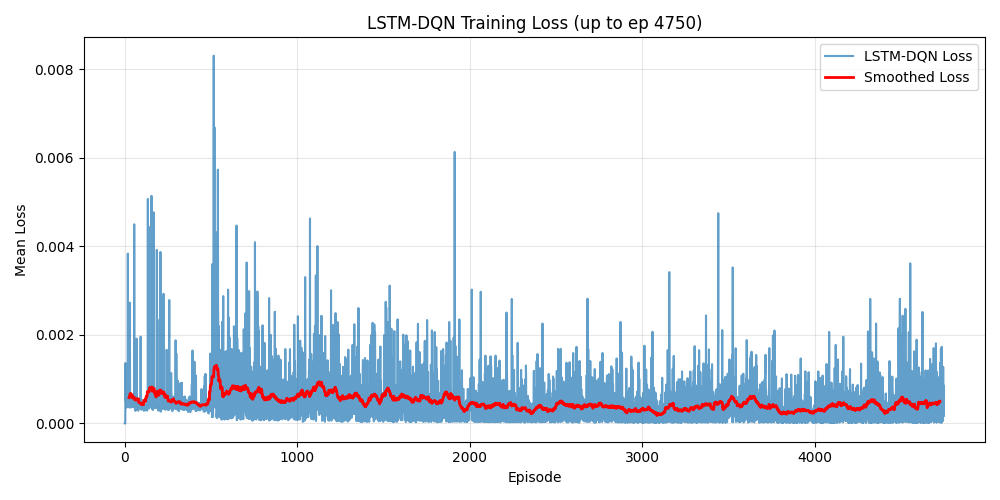 LSTM-DQN Training Loss (up to ep 4750)
LSTM-DQN Loss
Smoothed Loss
Mean Loss
0.008
0.006
0.004
0.002
0.000
0
1000
2000
3000
4000
Episode